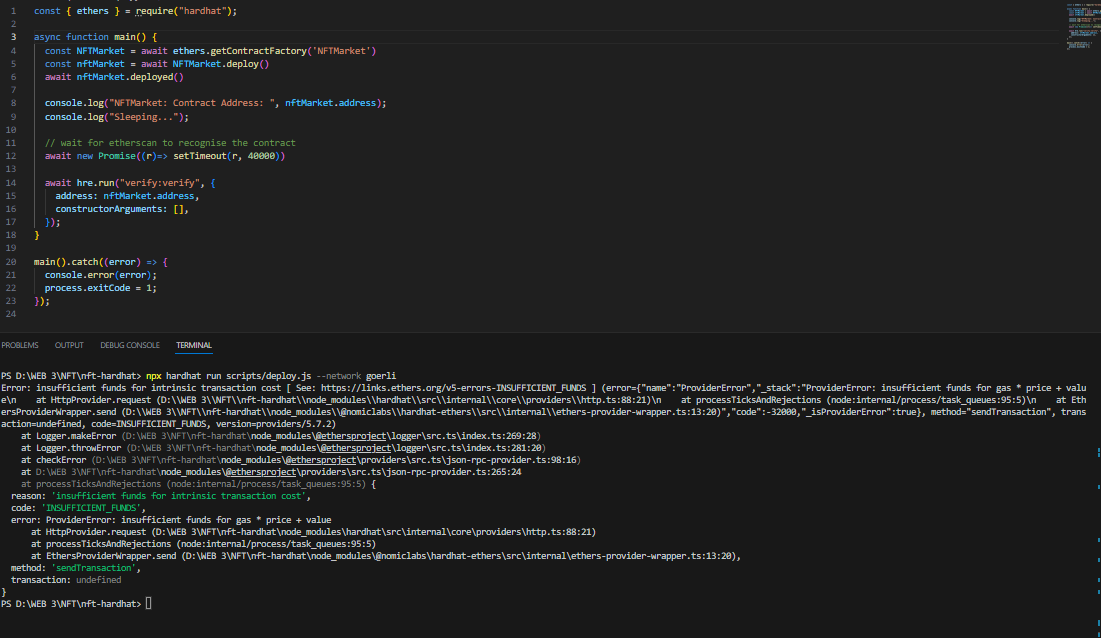 1 const { ethers } = require("hardhat");
2
3 async function main() {
4 const NFTMarket = await ethers.getContractFactory('NFTMarket')
5 const nftMarket = await NFTMarket.deploy()
6 await nftMarket.deployed()
7
8 console.log("NFTMarket: Contract Address: ", nftMarket.address);
9 console.log("Sleeping...");
10
11 // wait for etherscan to recognise the contract
12 await new Promise((r)=> setTimeout(r, 40000))
13
14 await hre.run("verify:verify", {
15 address: nftMarket.address,
16 constructorArguments: [],
17 });
18 }
19
20 main().catch((error) => {
21 console.error(error);
22 process.exitCode = 1;
23 });
24
PROBLEMS OUTPUT DEBUG CONSOLE TERMINAL
PS D:\WEB 3\NFT\nft-hardhat> npx hardhat run scripts/deploy.js --network goerli
Error: insufficient funds for intrinsic transaction cost [ See: https://links.ethers.org/v5-errors-INSUFFICIENT_FUNDS ] (error={"name":"ProviderError","_stack":"ProviderError: insufficient funds for gas * price + valu
e\n    at HttpProvider.request (D:\\WEB 3\\NFT\\nft-hardhat\\node_modules\\hardhat\\src\\internal\\core\\providers\\http.ts:88:21)\n    at processTicksAndRejections (node:internal/process/task_queues:95:5)\n    at Eth
ersProviderWrapper.send (D:\\WEB 3\\NFT\\nft-hardhat\\node_modules\\@nomiclabs\\hardhat-ethers\\src\\internal\\ethers-provider-wrapper.ts:13:20)","code":-32000,"_isProviderError":true}, method="sendTransaction", trans
action=undefined, code=INSUFFICIENT_FUNDS, version=providers/5.7.2)
at Logger.makeError (D:\WEB 3\NFT\nft-hardhat\node_modules\@ethersproject\logger\src.ts\index.ts:269:28)
at Logger.throwError (D:\WEB 3\NFT\nft-hardhat\node_modules\@ethersproject\logger\src.ts\index.ts:281:20)
at checkError (D:\WEB 3\NFT\nft-hardhat\node_modules\@ethersproject\providers\src.ts\json-rpc-provider.ts:98:16)
at D:\WEB 3\NFT\nft-hardhat\node_modules\@ethersproject\providers\src.ts\json-rpc-provider.ts:265:24
at processTicksAndRejections (node:internal/process/task_queues:95:5) {
reason: 'insufficient funds for intrinsic transaction cost',
code: 'INSUFFICIENT_FUNDS',
error: ProviderError: insufficient funds for gas * price + value
at HttpProvider.request (D:\WEB 3\NFT\nft-hardhat\node_modules\hardhat\src\internal\core\providers\http.ts:88:21)
at processTicksAndRejections (node:internal/process/task_queues:95:5)
at EthersProviderWrapper.send (D:\WEB 3\NFT\nft-hardhat\node_modules\@nomiclabs\hardhat-ethers\src\internal\ethers-provider-wrapper.ts:13:20),
method: 'sendTransaction',
transaction: undefined
}
PS D:\WEB 3\NFT\nft-hardhat>